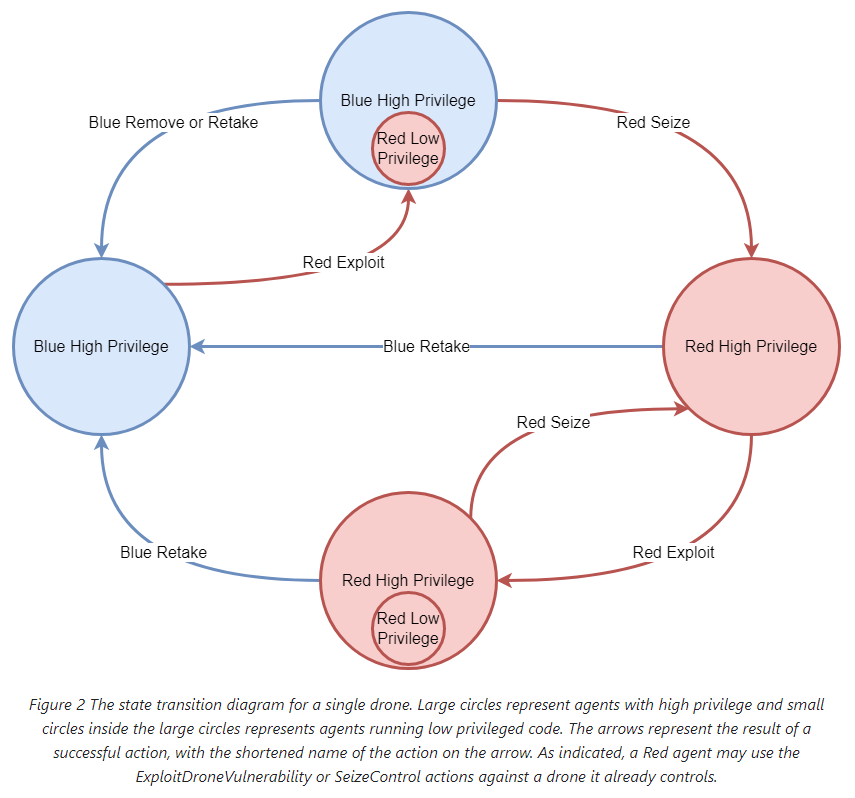 Blue High Privilege
Red Low
Privilege
Blue Remove or Retake
Red Seize
Red Exploit
Blue High Privilege
Blue Retake
Red High Privilege
Red Seize
Blue Retake
Red Exploit
Red High Privilege
Red Low
Privilege
Figure 2 The state transition diagram for a single drone. Large circles represent agents with high privilege and small
circles inside the large circles represents agents running low privileged code. The arrows represent the result of a
successful action, with the shortened name of the action on the arrow. As indicated, a Red agent may use the
ExploitDroneVulnerability or SeizeControl actions against a drone it already controls.